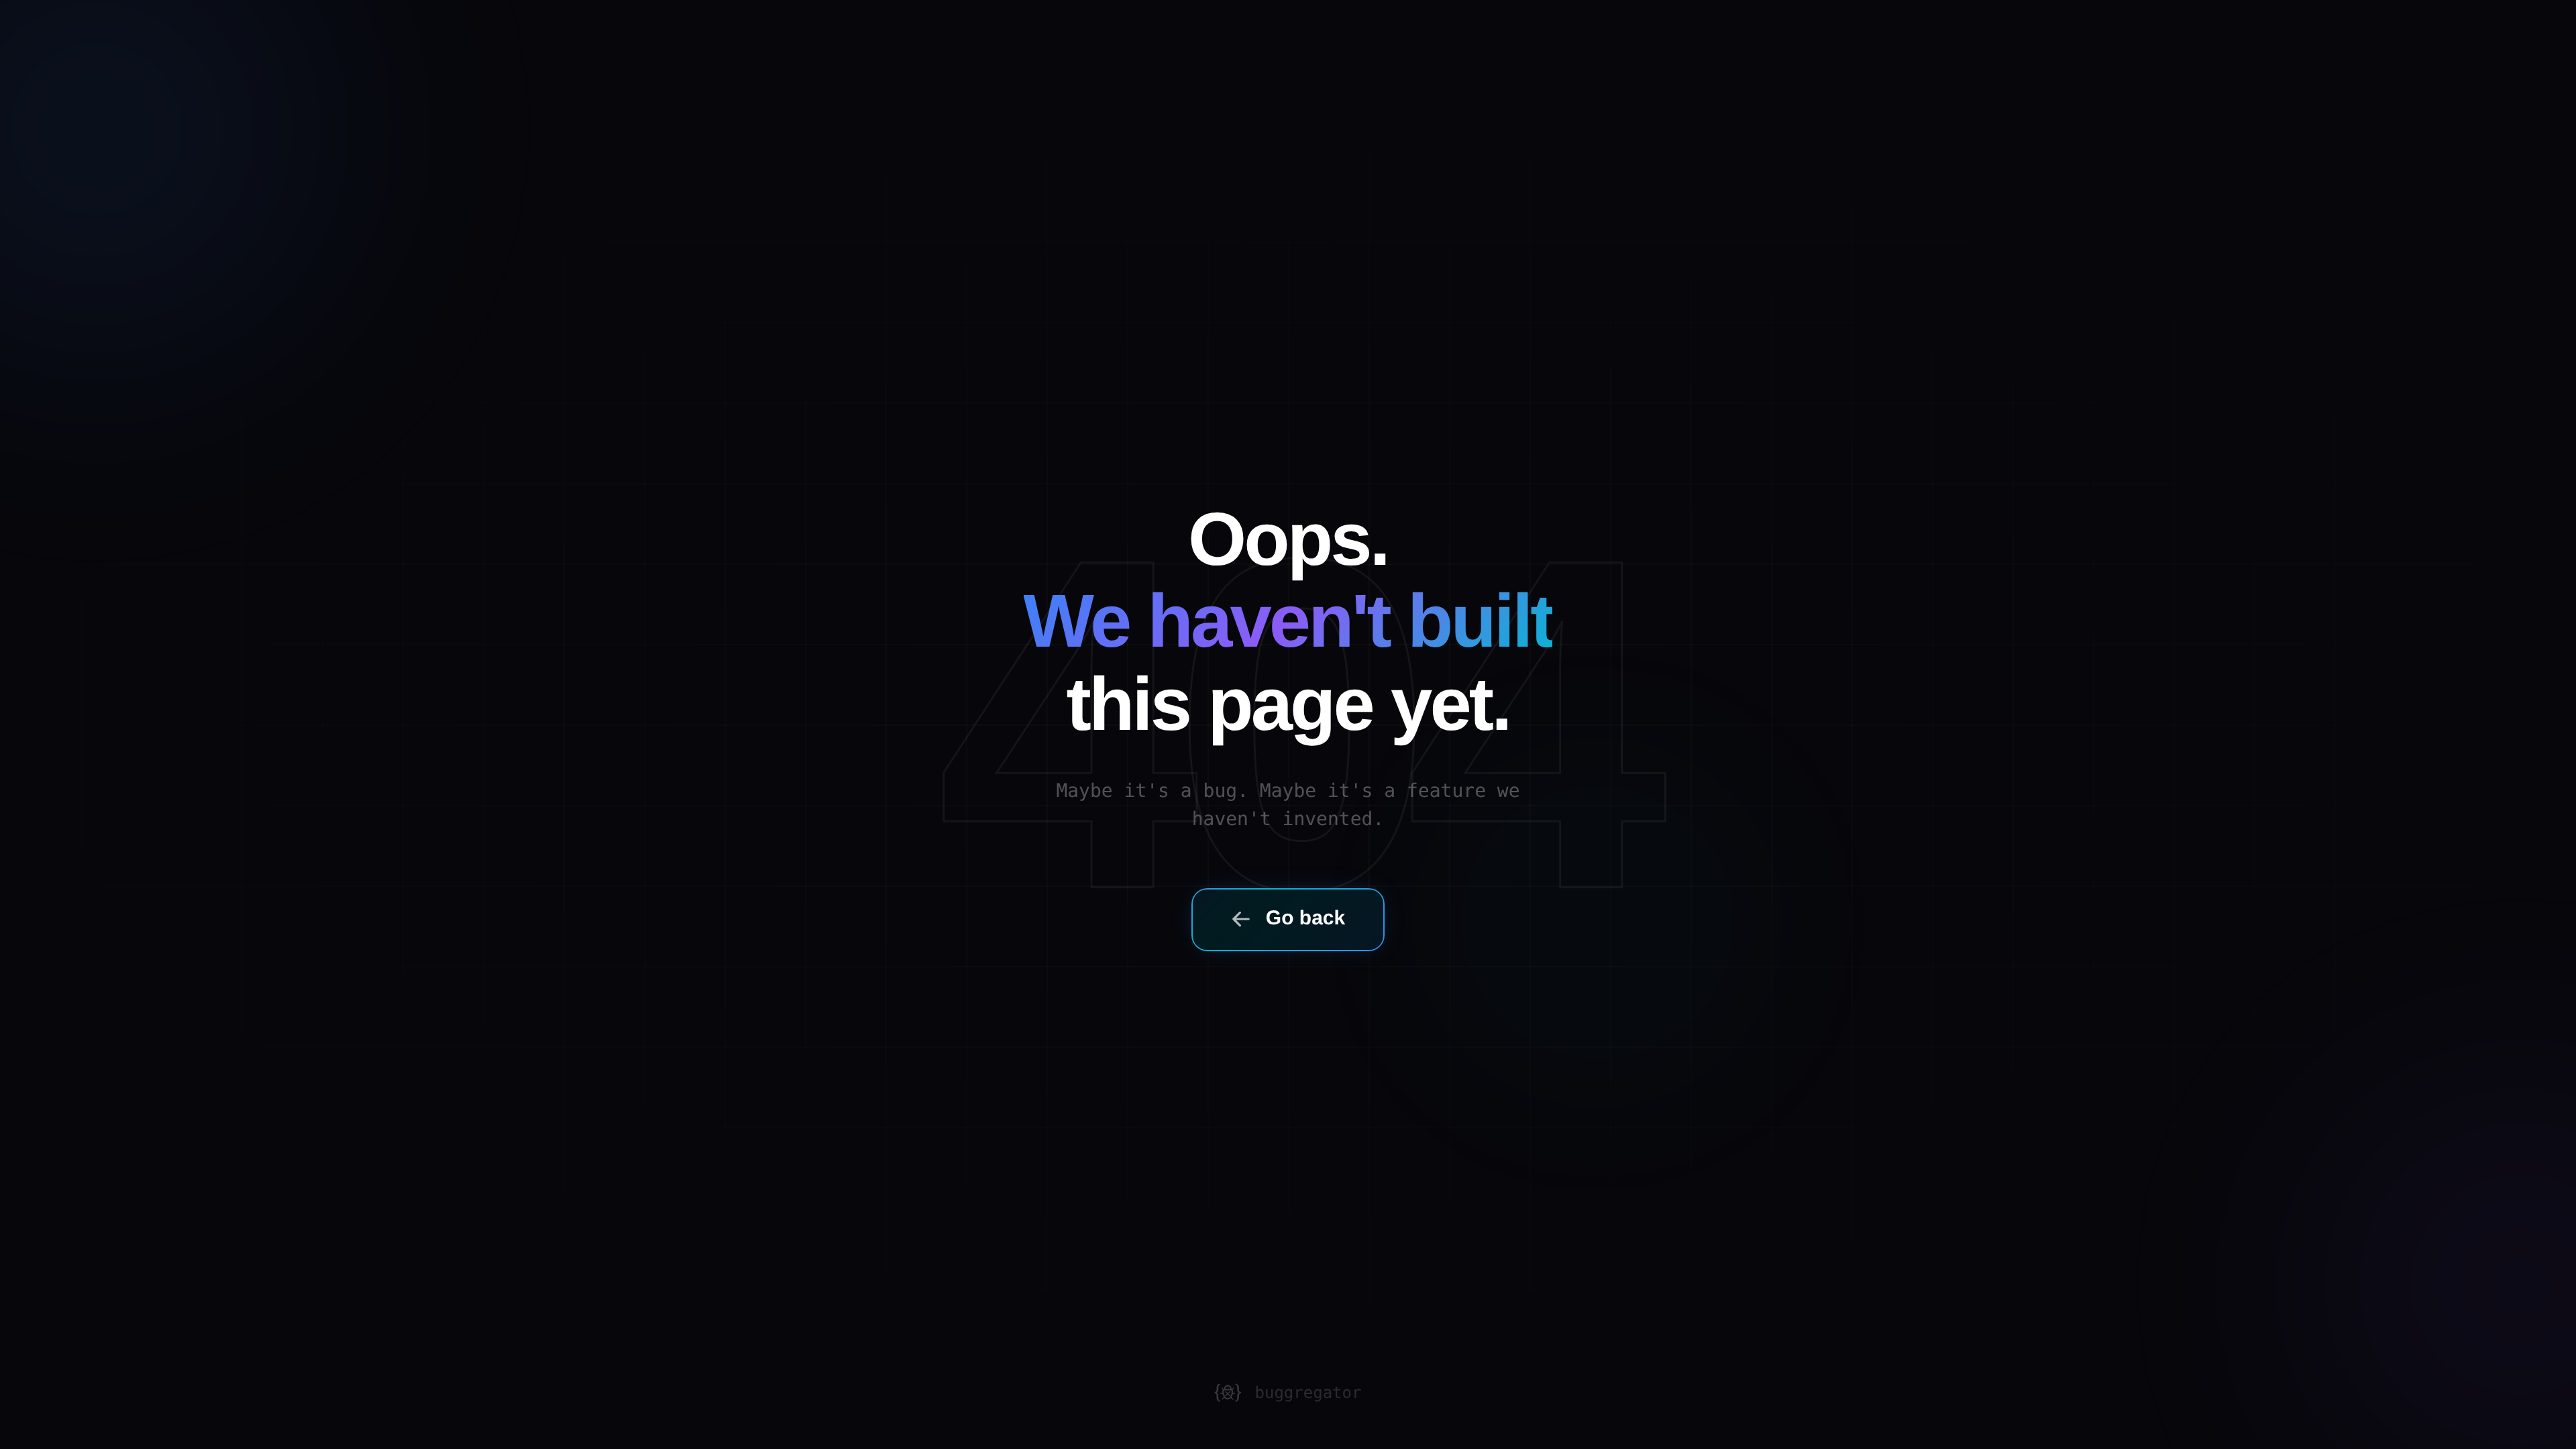 404
Oops.
We haven't built
this page yet.
Maybe it's a bug. Maybe it's a feature we
haven't invented.
Go back
buggregator